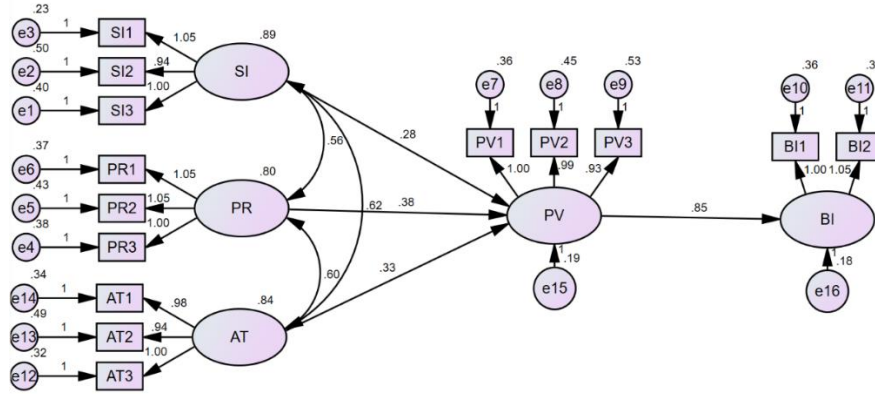 .23
e3 1 SI1 1.05
.50
e2 1 SI2 .94
.40
e1 1 SI3 1.00
.89
SI
.37
e6 1 PR1 1.05
.43
e5 1 PR2 1.05
.38
e4 1 PR3 1.00
.80
PR
.34
e14 1 AT1 .98
.49
e13 1 AT2 .94
.32
e12 1 AT3 1.00
.84
AT
.56
.62
.60
.28
.38
.33
.36 .45 .53
e7 e8 e9
1 1 1
PV1 PV2 PV3
1.00 .99 .93
PV
1 .19
e15
.85
.36
e10 e11
1 1
BI1 BI2
1.00 1.05
BI
1 .18
e16